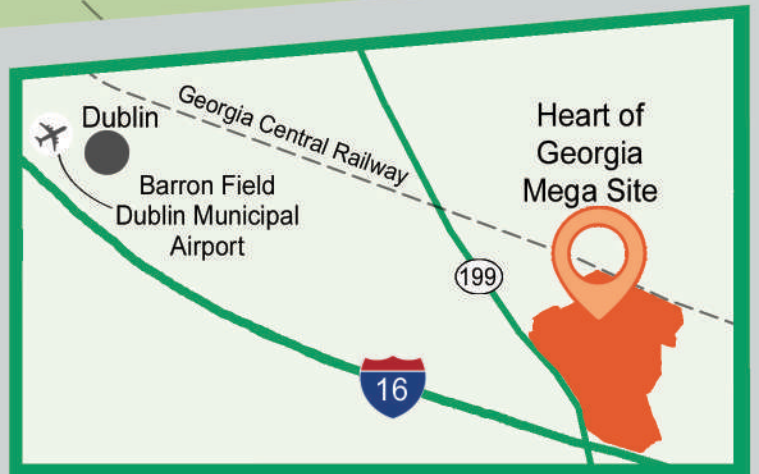 Dublin
Georgia Central Railway
Heart of
Georgia
Mega Site
Barron Field
Dublin Municipal
Airport
199
16